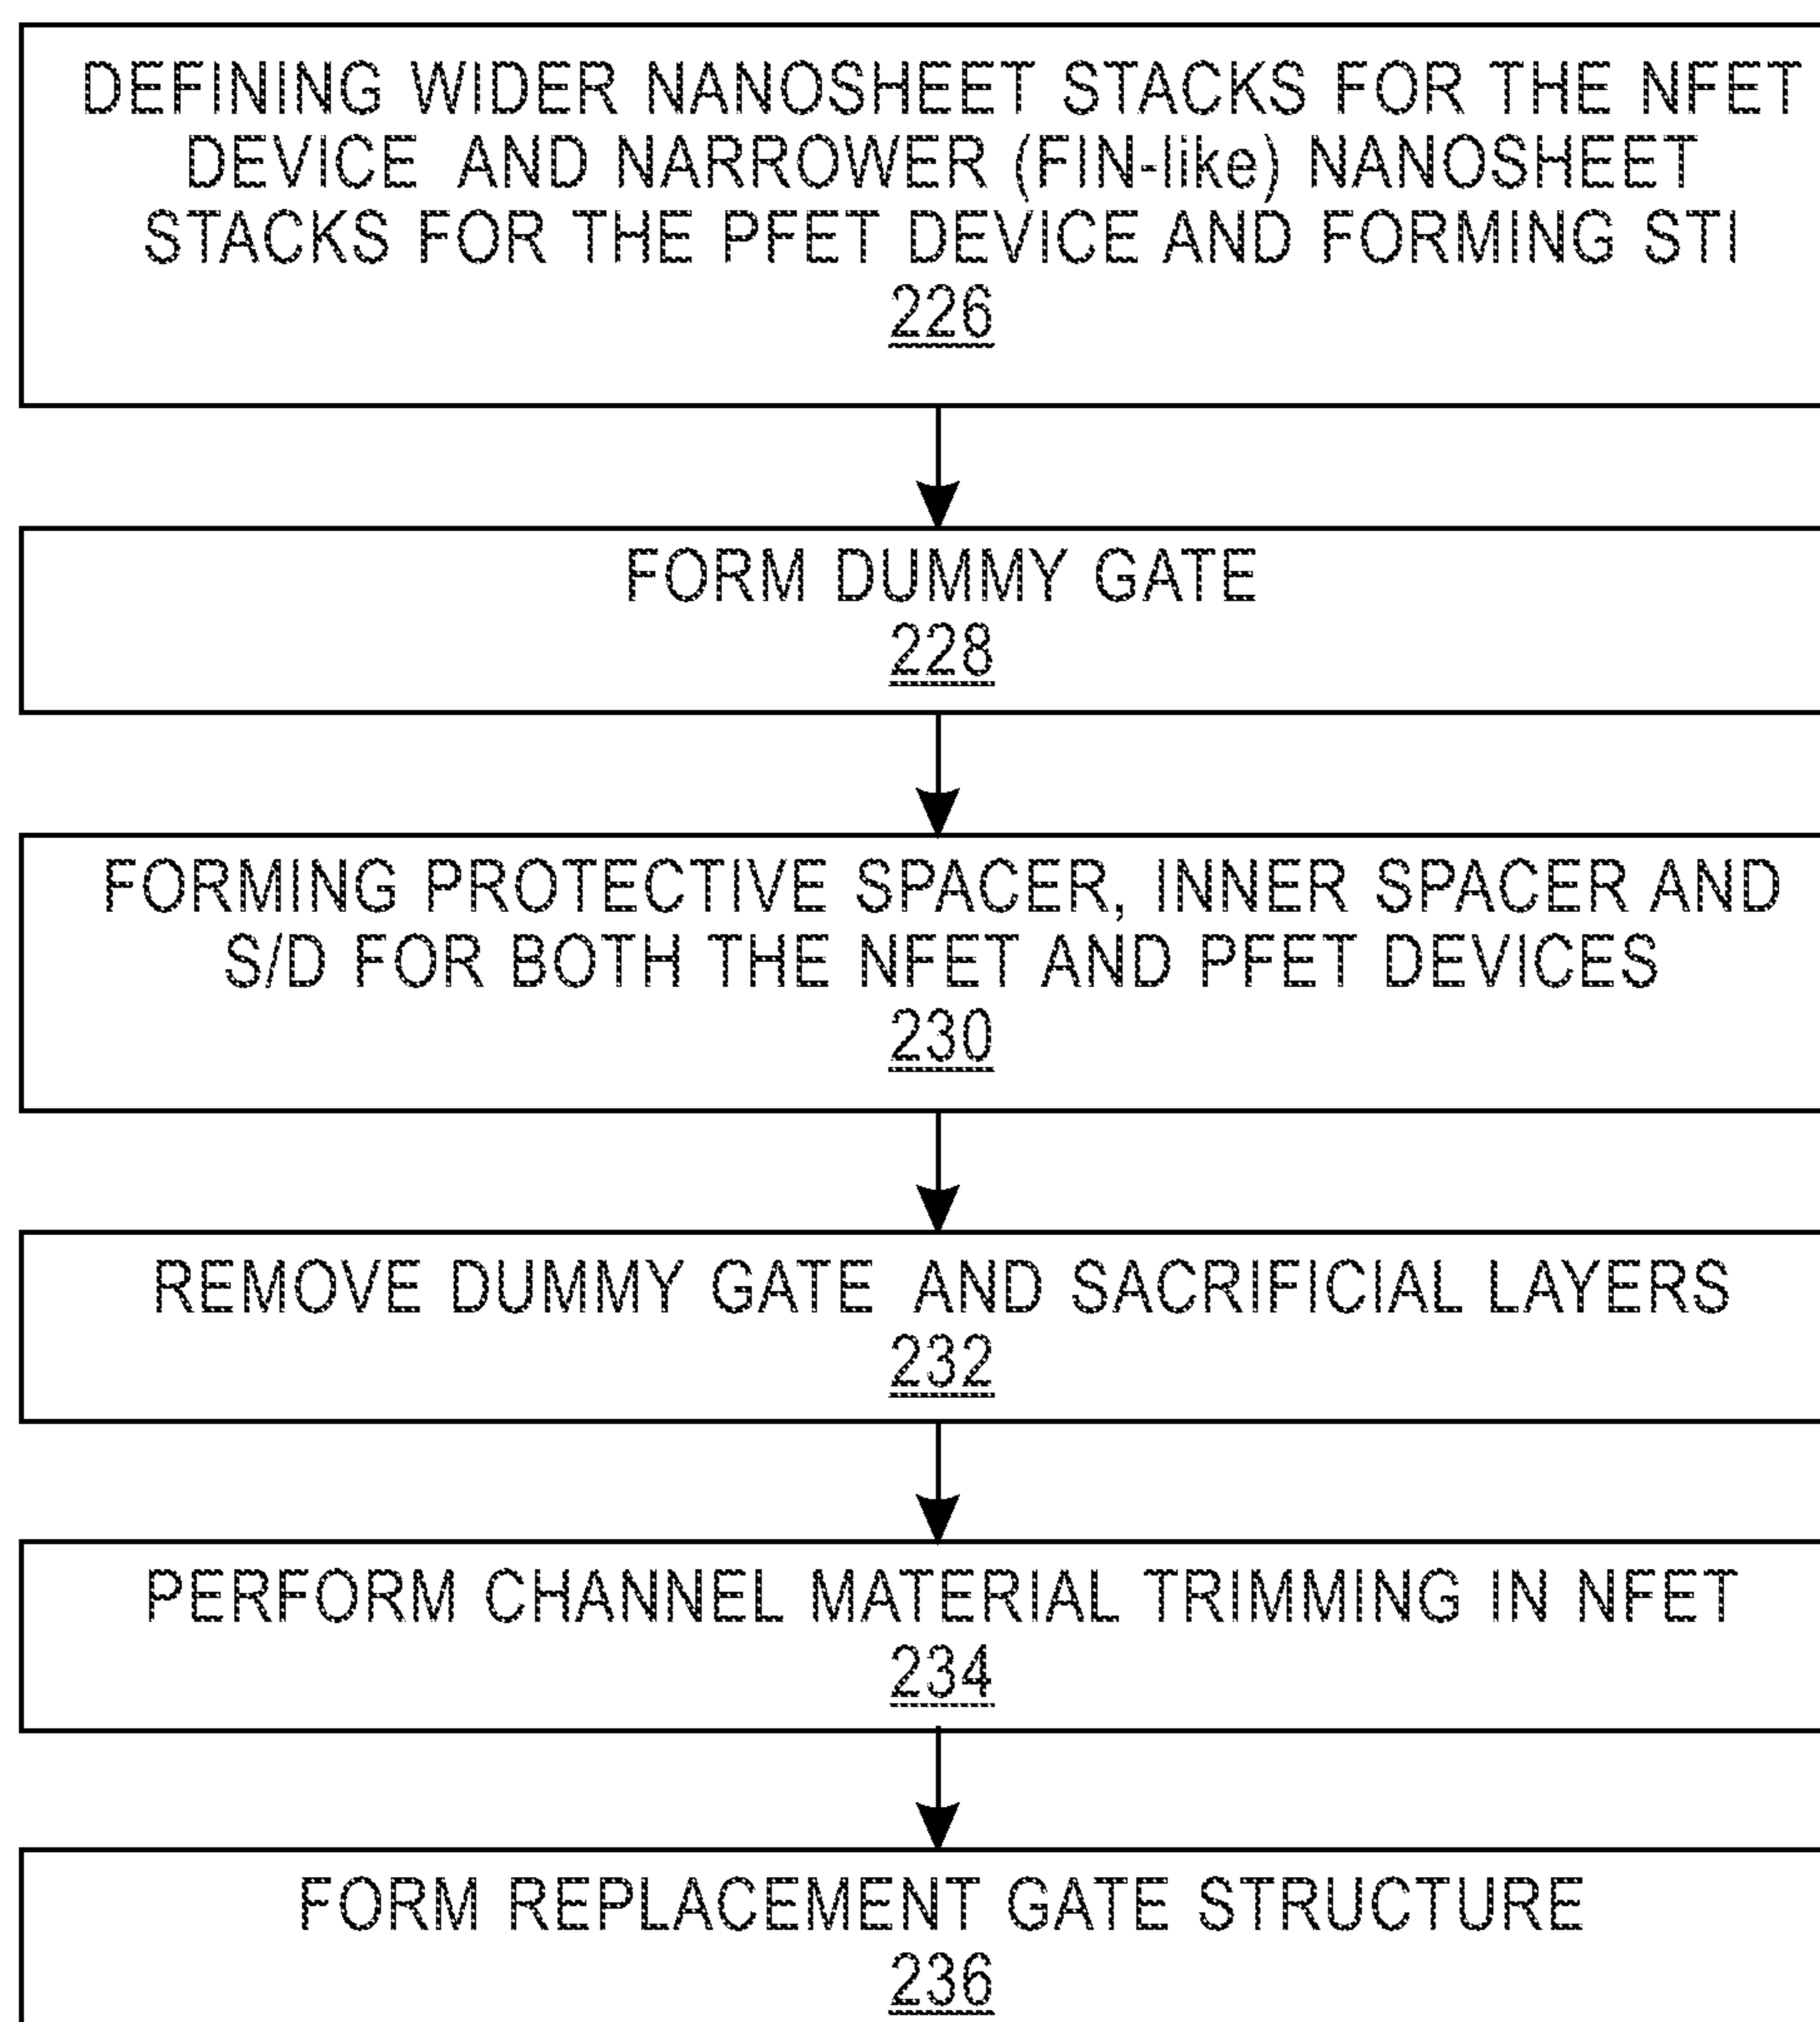 DEFINING WIDER NANOSHEET STACKS FOR THE NFET
DEVICE AND NARROWER (FIN-like) NANOSHEET
STACKS FOR THE PFET DEVICE AND FORMING STI
226
FORM DUMMY GATE
228
FORMING PROTECTIVE SPACER, INNER SPACER AND
S/D FOR BOTH THE NFET AND PFET DEVICES
230
REMOVE DUMMY GATE AND SACRIFICIAL LAYERS
232
PERFORM CHANNEL MATERIAL TRIMMING IN NFET
234
FORM REPLACEMENT GATE STRUCTURE
236